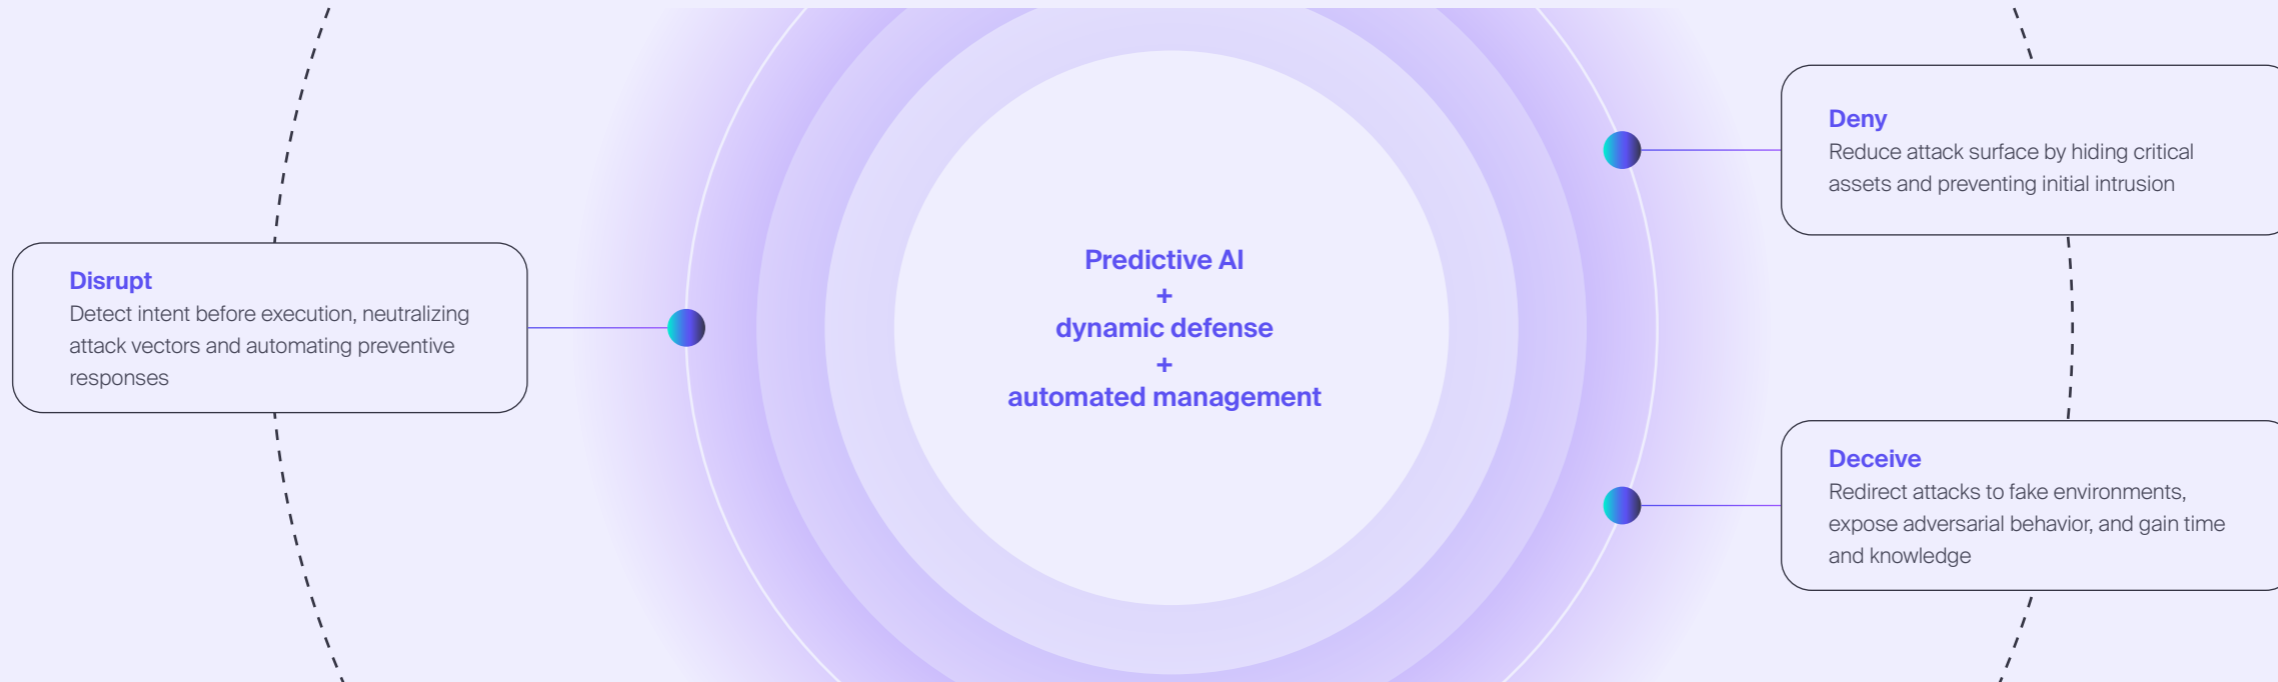 Disrupt
Detect intent before execution, neutralizing
attack vectors and automating preventive
responses
Predictive AI
+
dynamic defense
+
automated management
Deny
Reduce attack surface by hiding critical
assets and preventing initial intrusion
Deceive
Redirect attacks to fake environments,
expose adversarial behavior, and gain time
and knowledge